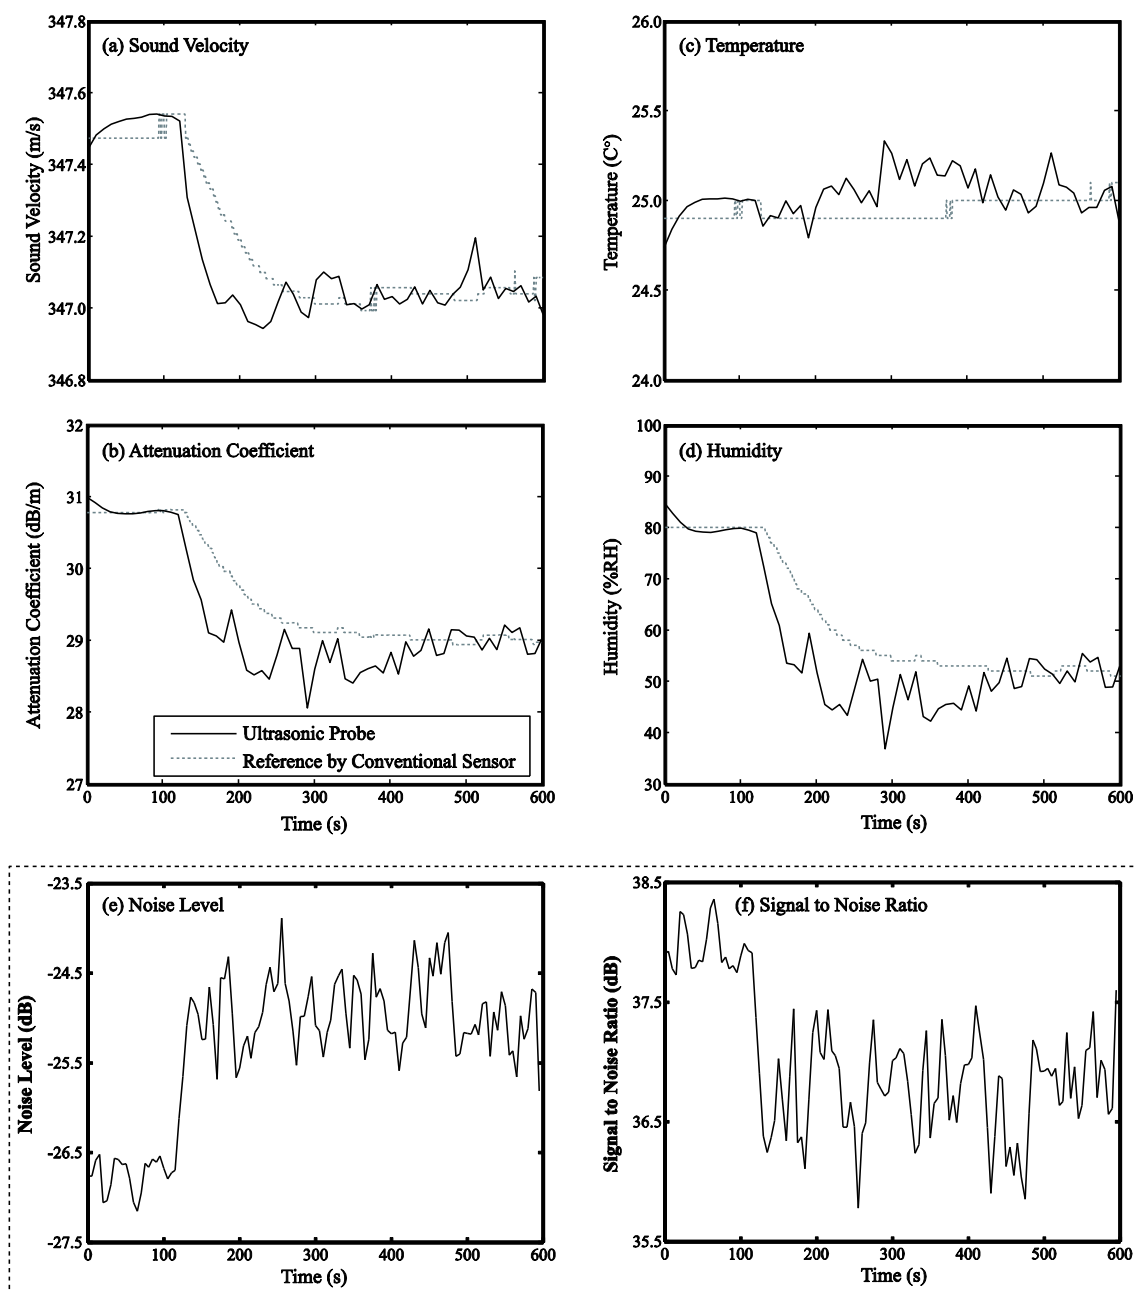 (a) Sound Velocity
Sound Velocity (m/s)
347.8
347.6
347.4
347.2
347.0
346.8
(c) Temperature
Temperature (C°)
26.0
25.5
25.0
24.5
24.0
(b) Attenuation Coefficient
Attenuation Coefficient (dB/m)
32
31
30
29
28
27
Ultrasonic Probe
Reference by Conventional Sensor
0 100 200 300 400 500 600
Time (s)
(d) Humidity
Humidity (%RH)
100
90
80
70
60
50
40
30
0 100 200 300 400 500 600
Time (s)
(e) Noise Level
Noise Level (dB)
-23.5
-24.5
-25.5
-26.5
-27.5
0 100 200 300 400 500 600
Time (s)
(f) Signal to Noise Ratio
Signal to Noise Ratio (dB)
38.5
37.5
36.5
35.5
0 100 200 300 400 500 600
Time (s)